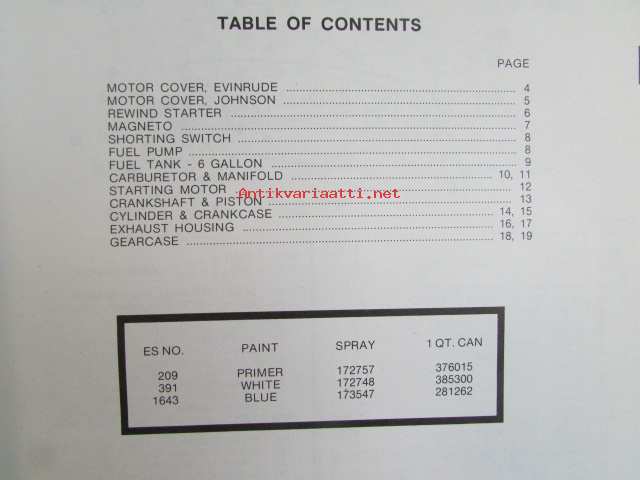 TABLE OF CONTENTS
PAGE
MOTOR COVER, EVINRUDE 4
MOTOR COVER, JOHNSON 5
REWIND STARTER 6
MAGNETO 7
SHORTING SWITCH 8
FUEL PUMP 8
FUEL TANK - 6 GALLON 9
CARBURETOR & MANIFOLD 10, 11
STARTING MOTOR 12
Antikvariaatti.net
CRANKSHAFT & PISTON 13
CYLINDER & CRANKCASE 14, 15
EXHAUST HOUSING 16, 17
GEARCASE 18, 19
ES NO. PAINT SPRAY 1 QT. CAN
209 PRIMER 172757 376015
391 WHITE 172748 385300
1643 BLUE 173547 281262